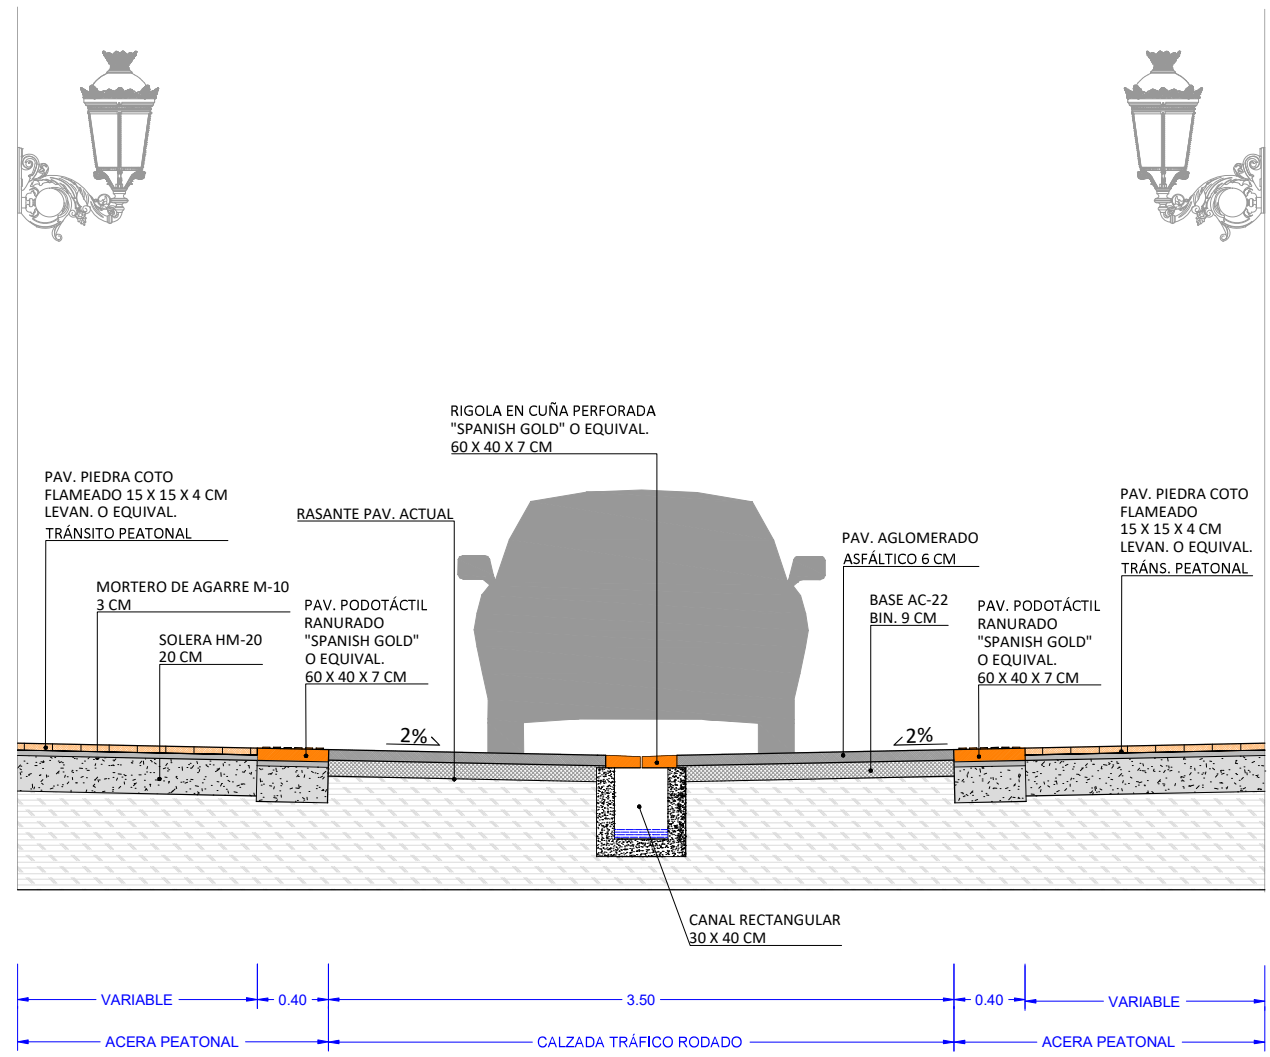 RIGOLA EN CUÑA PERFORADA
"SPANISH GOLD" O EQUIVAL.
60 X 40 X 7 CM
PAV. PIEDRA COTO
FLAMEADO 15 X 15 X 4 CM
LEVAN. O EQUIVAL.
TRÁNSITO PEATONAL
RASANTE PAV. ACTUAL
PAV. AGLOMERADO
ASFÁLTICO 6 CM
PAV. PIEDRA COTO
FLAMEADO
15 X 15 X 4 CM
LEVAN. O EQUIVAL.
TRÁNS. PEATONAL
MORTERO DE AGARRE M-10
3 CM
SOLERA HM-20
20 CM
PAV. PODOTÁCTIL
RANURADO
"SPANISH GOLD"
O EQUIVAL.
60 X 40 X 7 CM
BASE AC-22
BIN. 9 CM
PAV. PODOTÁCTIL
RANURADO
"SPANISH GOLD"
O EQUIVAL.
60 X 40 X 7 CM
2%
2%
CANAL RECTANGULAR
30 X 40 CM
VARIABLE
0.40
3.50
0.40
VARIABLE
ACERA PEATONAL
CALZADA TRÁFICO RODADO
ACERA PEATONAL